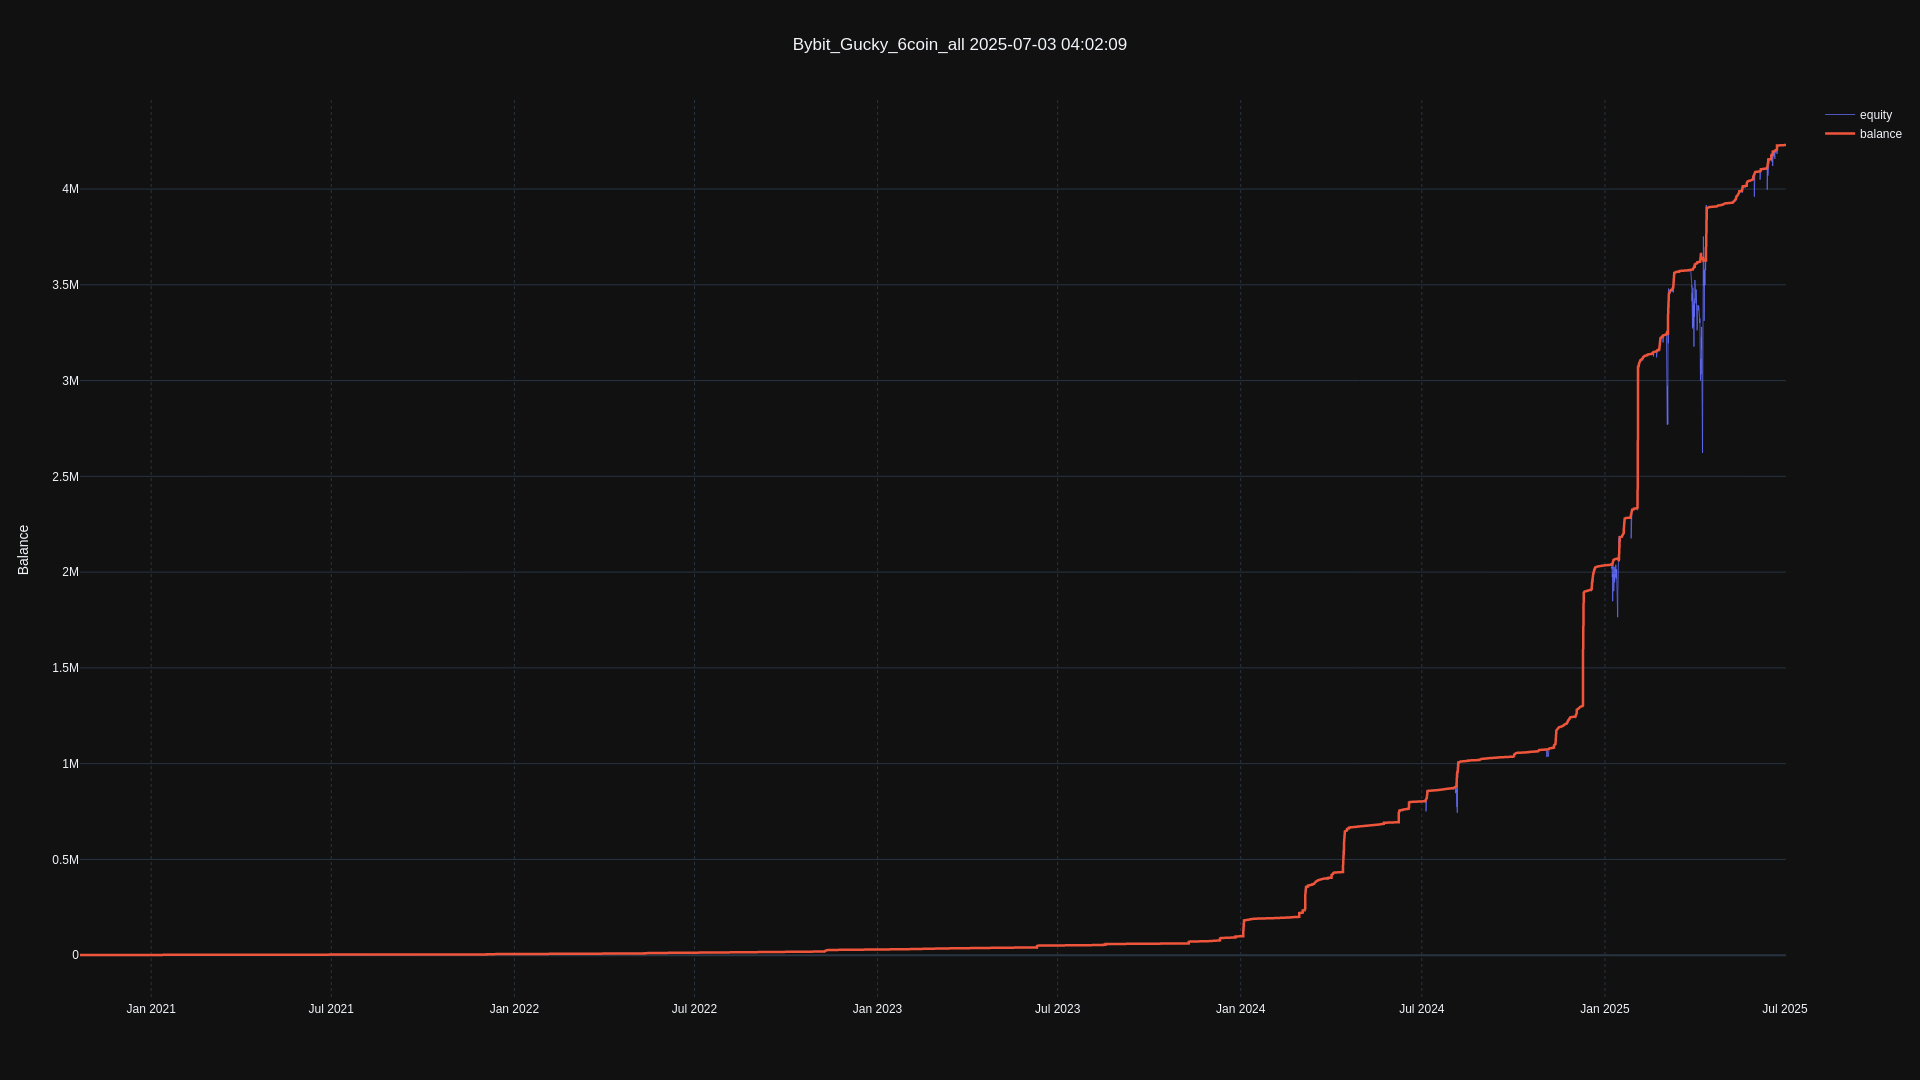 Bybit_Gucky_6coin_all 2025-07-03 04:02:09
equity
balance
4M
3.5M
3M
2.5M
2M
1.5M
1M
0.5M
0
Balance
Jan 2021
Jul 2021
Jan 2022
Jul 2022
Jan 2023
Jul 2023
Jan 2024
Jul 2024
Jan 2025
Jul 2025